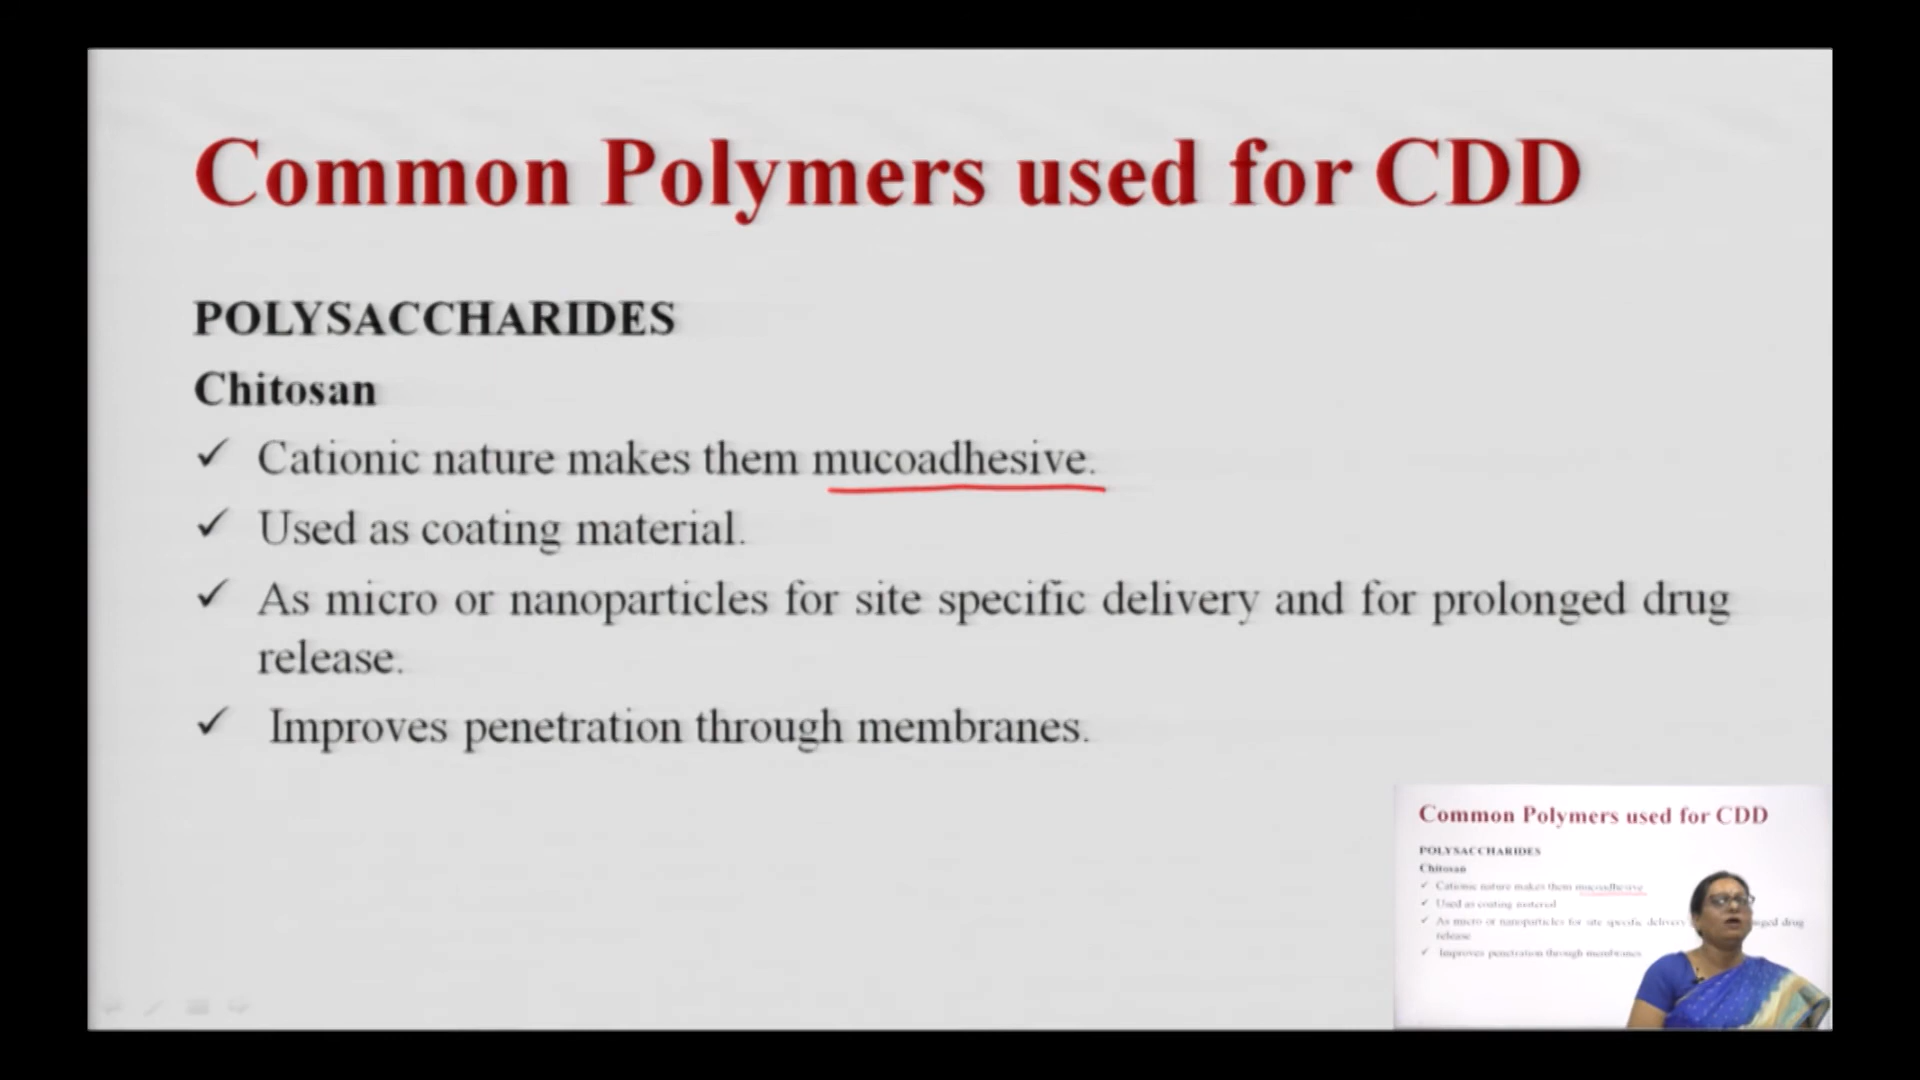 Common Polymers used for CDD
POLYSACCHARIDES
Chitosan
✓ Cationic nature makes them mucoadhesive.
✓ Used as coating material.
✓ As micro or nanoparticles for site specific delivery and for prolonged drug
release.
✓ Improves penetration through membranes.
Common Polymers used for CDD
POLYSACCHARIDES
Chitosan
✓ Cationic nature makes them mucoadhesive
✓ Used as coating material
✓ As micro or nanoparticles for site specific delivery drug
release
✓ Improves penetration through membranes